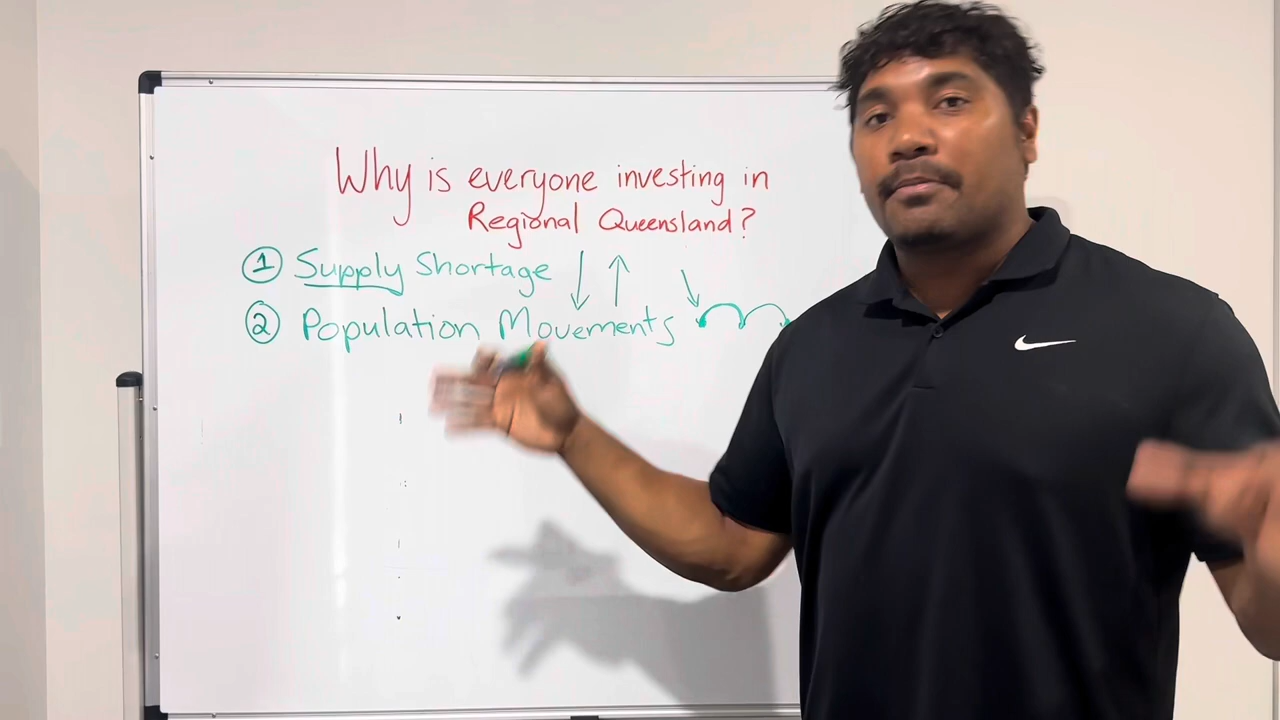 Why is everyone investing in
Regional Queensland?
① Supply Shortage ↓ ↑
② Population Movements